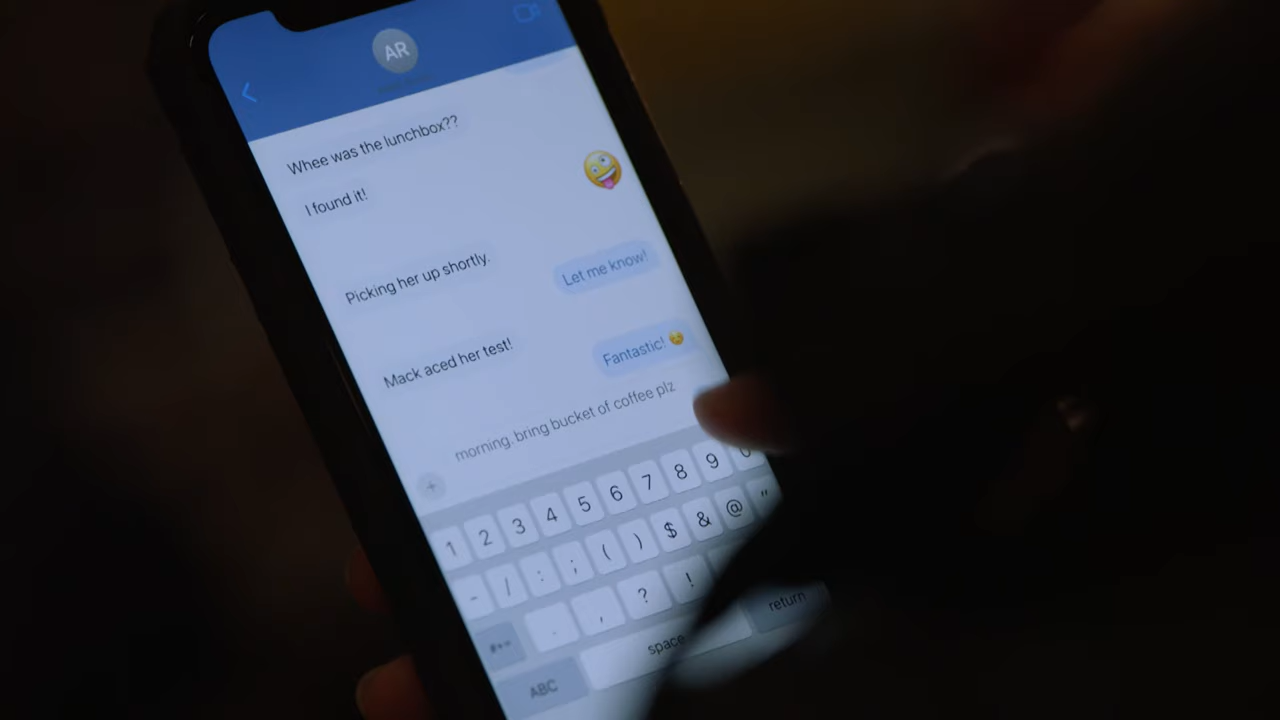 AR
Whee was the lunchbox??
I found it!
Picking her up shortly.
Let me know!
Mack aced her test!
Fantastic!
morning. bring bucket of coffee plz
1 2 3 4 5 6 7 8 9 0
- / : ; ( ) $ & @ "
#+= . , ? !
ABC space return